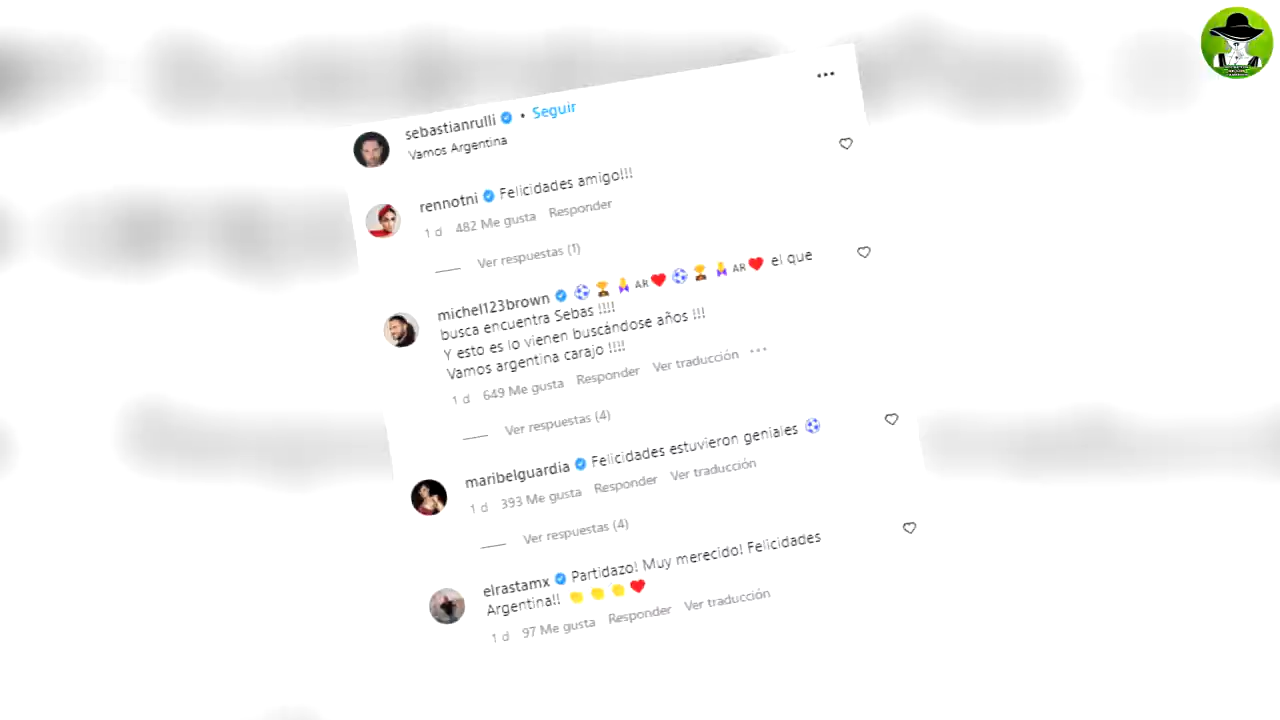 sebastianrulli • Seguir
Vamos Argentina
rennotni Felicidades amigo!!!
1 d 482 Me gusta Responder
Ver respuestas (1)
michel123brown ⚽🏆🙏AR❤️⚽🏆🙏AR❤️ el que
busca encuentra Sebas !!!!
Y esto es lo vienen buscándose años !!!
Vamos argentina carajo !!!!
1 d 649 Me gusta Responder Ver traducción
Ver respuestas (4)
maribelguardia Felicidades estuvieron geniales ⚽
1 d 393 Me gusta Responder Ver traducción
Ver respuestas (4)
elrastamx Partidazo! Muy merecido! Felicidades
Argentina!! 👏👏👏❤️
1 d 97 Me gusta Responder Ver traducción